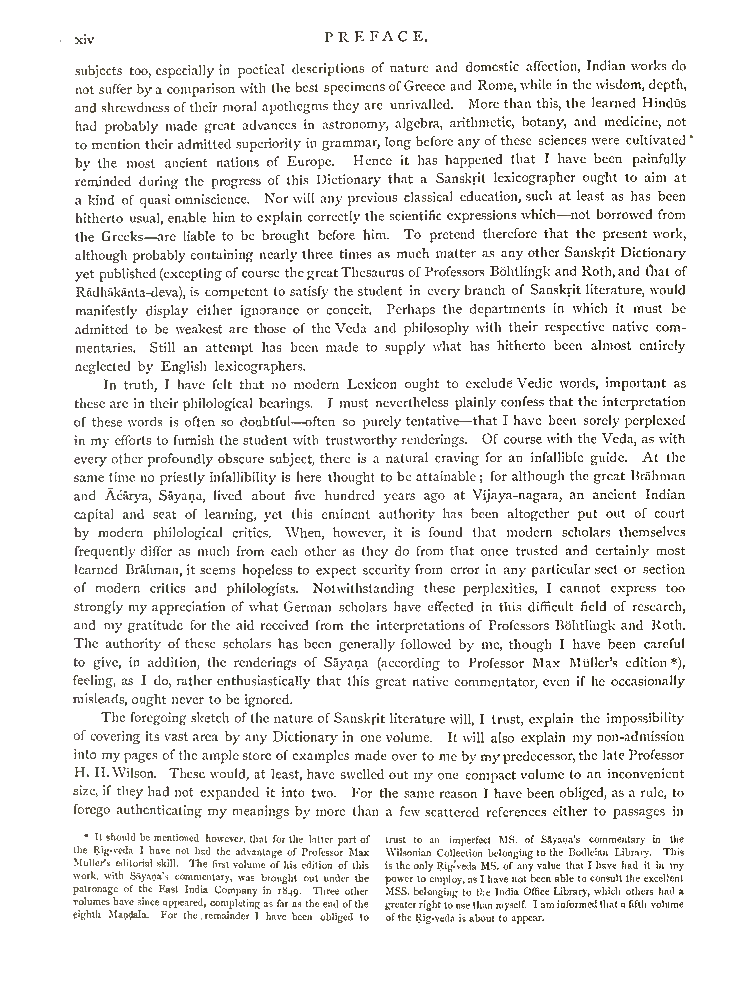 xiv PREFACE.
subjects too, especially in poetical descriptions of nature and domestic affection, Indian works do
not suffer by a comparison with the best specimens of Greece and Rome, while in the wisdom, depth,
and shrewdness of their moral apothegms they are unrivalled. More than this, the learned Hindūs
had probably made great advances in astronomy, algebra, arithmetic, botany, and medicine, not
to mention their admitted superiority in grammar, long before any of these sciences were cultivated
by the most ancient nations of Europe. Hence it has happened that I have been painfully
reminded during the progress of this Dictionary that a Sanskṛit lexicographer ought to aim at
a kind of quasi omniscience. Nor will any previous classical education, such at least as has been
hitherto usual, enable him to explain correctly the scientific expressions which—not borrowed from
the Greeks—are liable to be brought before him. To pretend therefore that the present work,
although probably containing nearly three times as much matter as any other Sanskṛit Dictionary
yet published (excepting of course the great Thesaurus of Professors Böhtlingk and Roth, and that of
Rādhākānta-deva), is competent to satisfy the student in every branch of Sanskṛit literature, would
manifestly display either ignorance or conceit. Perhaps the departments in which it must be
admitted to be weakest are those of the Veda and philosophy with their respective native com-
mentaries. Still an attempt has been made to supply what has hitherto been almost entirely
neglected by English lexicographers.
In truth, I have felt that no modern Lexicon ought to exclude Vedic words, important as
these are in their philological bearings. I must nevertheless plainly confess that the interpretation
of these words is often so doubtful—often so purely tentative—that I have been sorely perplexed
in my efforts to furnish the student with trustworthy renderings. Of course with the Veda, as with
every other profoundly obscure subject, there is a natural craving for an infallible guide. At the
same time no priestly infallibility is here thought to be attainable; for although the great Brāhman
and Āćārya, Sāyaṇa, lived about five hundred years ago at Vijaya-nagara, an ancient Indian
capital and seat of learning, yet this eminent authority has been altogether put out of court
by modern philological critics. When, however, it is found that modern scholars themselves
frequently differ as much from each other as they do from that once trusted and certainly most
learned Brāhman, it seems hopeless to expect security from error in any particular sect or section
of modern critics and philologists. Notwithstanding these perplexities, I cannot express too
strongly my appreciation of what German scholars have effected in this difficult field of research,
and my gratitude for the aid received from the interpretations of Professors Böhtlingk and Roth.
The authority of these scholars has been generally followed by me, though I have been careful
to give, in addition, the renderings of Sāyaṇa (according to Professor Max Müller's edition *),
feeling, as I do, rather enthusiastically that this great native commentator, even if he occasionally
misleads, ought never to be ignored.
The foregoing sketch of the nature of Sanskṛit literature will, I trust, explain the impossibility
of covering its vast area by any Dictionary in one volume. It will also explain my non-admission
into my pages of the ample store of examples made over to me by my predecessor, the late Professor
H. H. Wilson. These would, at least, have swelled out my one compact volume to an inconvenient
size, if they had not expanded it into two. For the same reason I have been obliged, as a rule, to
forego authenticating my meanings by more than a few scattered references either to passages in
* It should be mentioned however, that for the latter part of
the Ṛig-veda I have not had the advantage of Professor Max
Müller's editorial skill. The first volume of his edition of this
work, with Sāyaṇa's commentary, was brought out under the
patronage of the East India Company in 1849. Three other
volumes have since appeared, completing as far as the end of the
eighth Maṇḍala. For the remainder I have been obliged to
trust to an imperfect MS. of Sāyaṇa's commentary in the
Wilsonian Collection belonging to the Bodleian Library. This
is the only Ṛig-veda MS. of any value that I have had it in my
power to employ, as I have not been able to consult the excellent
MSS. belonging to the India Office Library, which others had a
greater right to use than myself. I am informed that a fifth volume
of the Ṛig-veda is about to appear.